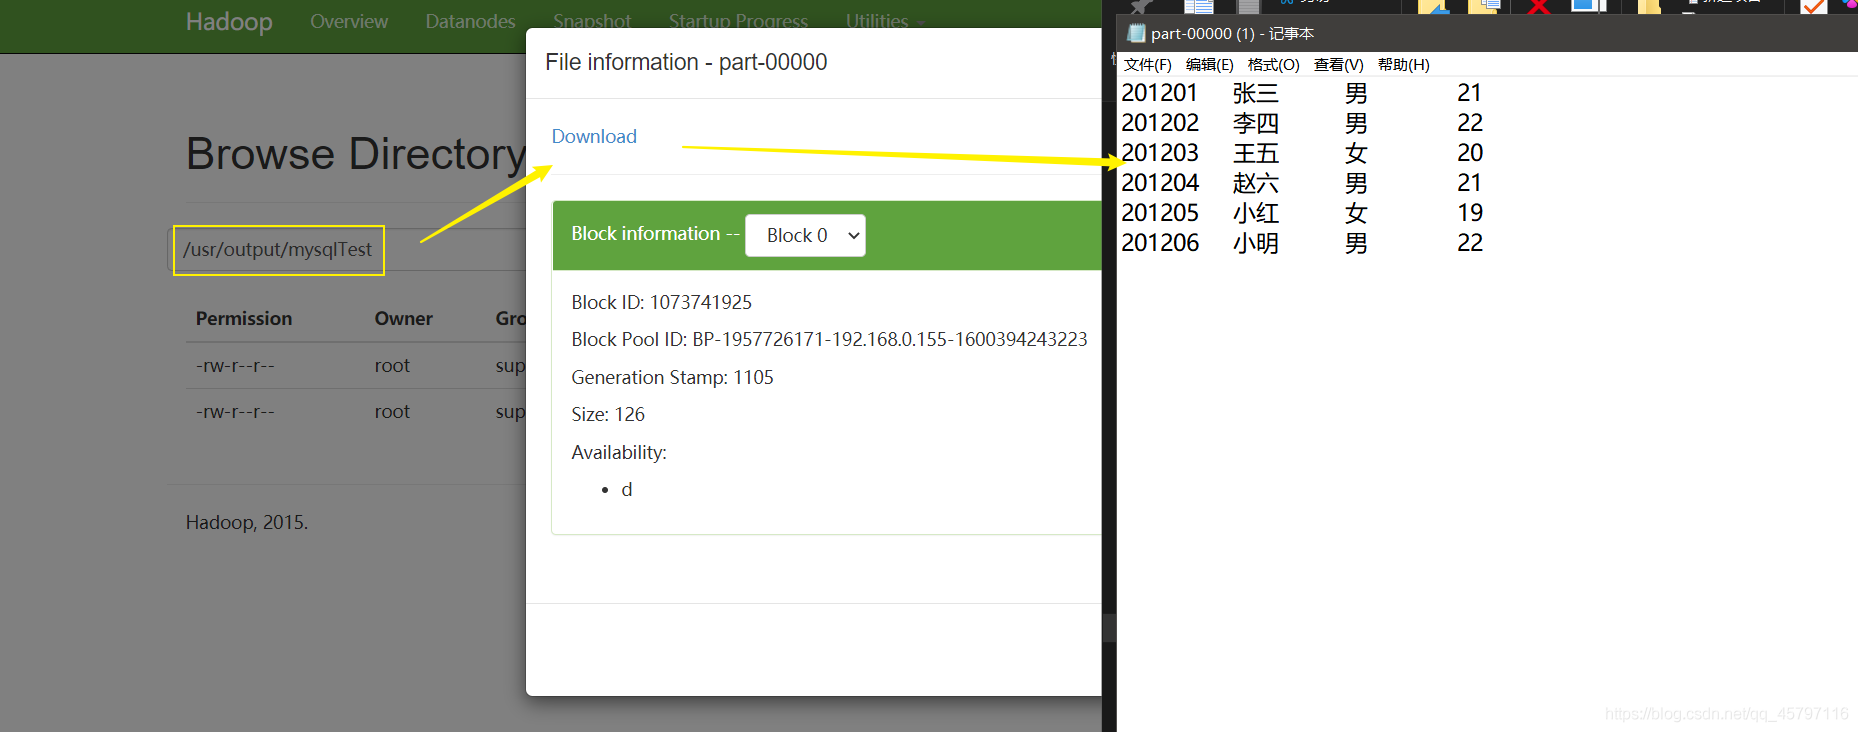 Hadoop Overview Datanodes Snapshot Startup Progress Utilities
Browse Directory
/usr/output/mysqlTest
Permission Owner Gro
-rw-r--r-- root sup
-rw-r--r-- root sup
Hadoop, 2015.
File information - part-00000
Download
Block information -- Block 0
Block ID: 1073741925
Block Pool ID: BP-1957726171-192.168.0.155-1600394243223
Generation Stamp: 1105
Size: 126
Availability:
d
part-00000 (1) - 记事本
文件(F) 编辑(E) 格式(O) 查看(V) 帮助(H)
201201 张三 男 21
201202 李四 男 22
201203 王五 女 20
201204 赵六 男 21
201205 小红 女 19
201206 小明 男 22
https://blog.csdn.net/qq_45797116